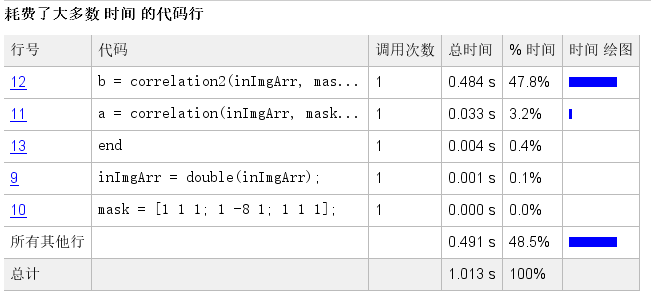 耗费了大多数 时间 的代码行
行号 代码 调用次数 总时间 % 时间 时间 绘图
12 b = correlation2(inImgArr, mas... 1 0.484 s 47.8%
11 a = correlation(inImgArr, mask... 1 0.033 s 3.2%
13 end 1 0.004 s 0.4%
9 inImgArr = double(inImgArr); 1 0.001 s 0.1%
10 mask = [1 1 1; 1 -8 1; 1 1 1]; 1 0.000 s 0.0%
所有其他行 0.491 s 48.5%
总计 1.013 s 100%